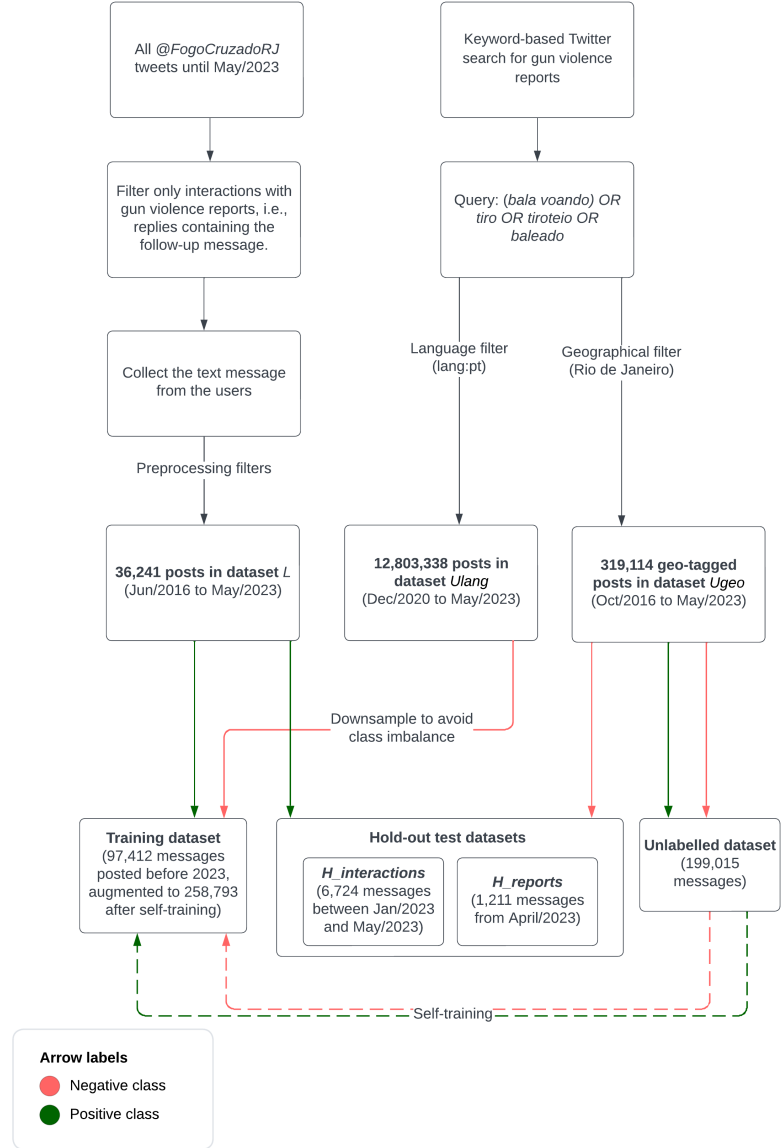 All @FogoCruzadoRJ
tweets until May/2023
Keyword-based Twitter
search for gun violence
reports
Filter only interactions with
gun violence reports, i.e.,
replies containing the
follow-up message.
Query: (bala voando) OR
tiro OR tiroteio OR
baleado
Collect the text message
from the users
Language filter
(lang:pt)
Geographical filter
(Rio de Janeiro)
Preprocessing filters
36,241 posts in dataset L
(Jun/2016 to May/2023)
12,803,338 posts in
dataset Ulang
(Dec/2020 to May/2023)
319,114 geo-tagged
posts in dataset Ugeo
(Oct/2016 to May/2023)
Downsample to avoid
class imbalance
Training dataset
(97,412 messages
posted before 2023,
augmented to 258,793
after self-training)
Hold-out test datasets
H_interactions
(6,724 messages
between Jan/2023
and May/2023)
H_reports
(1,211 messages
from April/2023)
Unlabelled dataset
(199,015
messages)
Self-training
Arrow labels
Negative class
Positive class